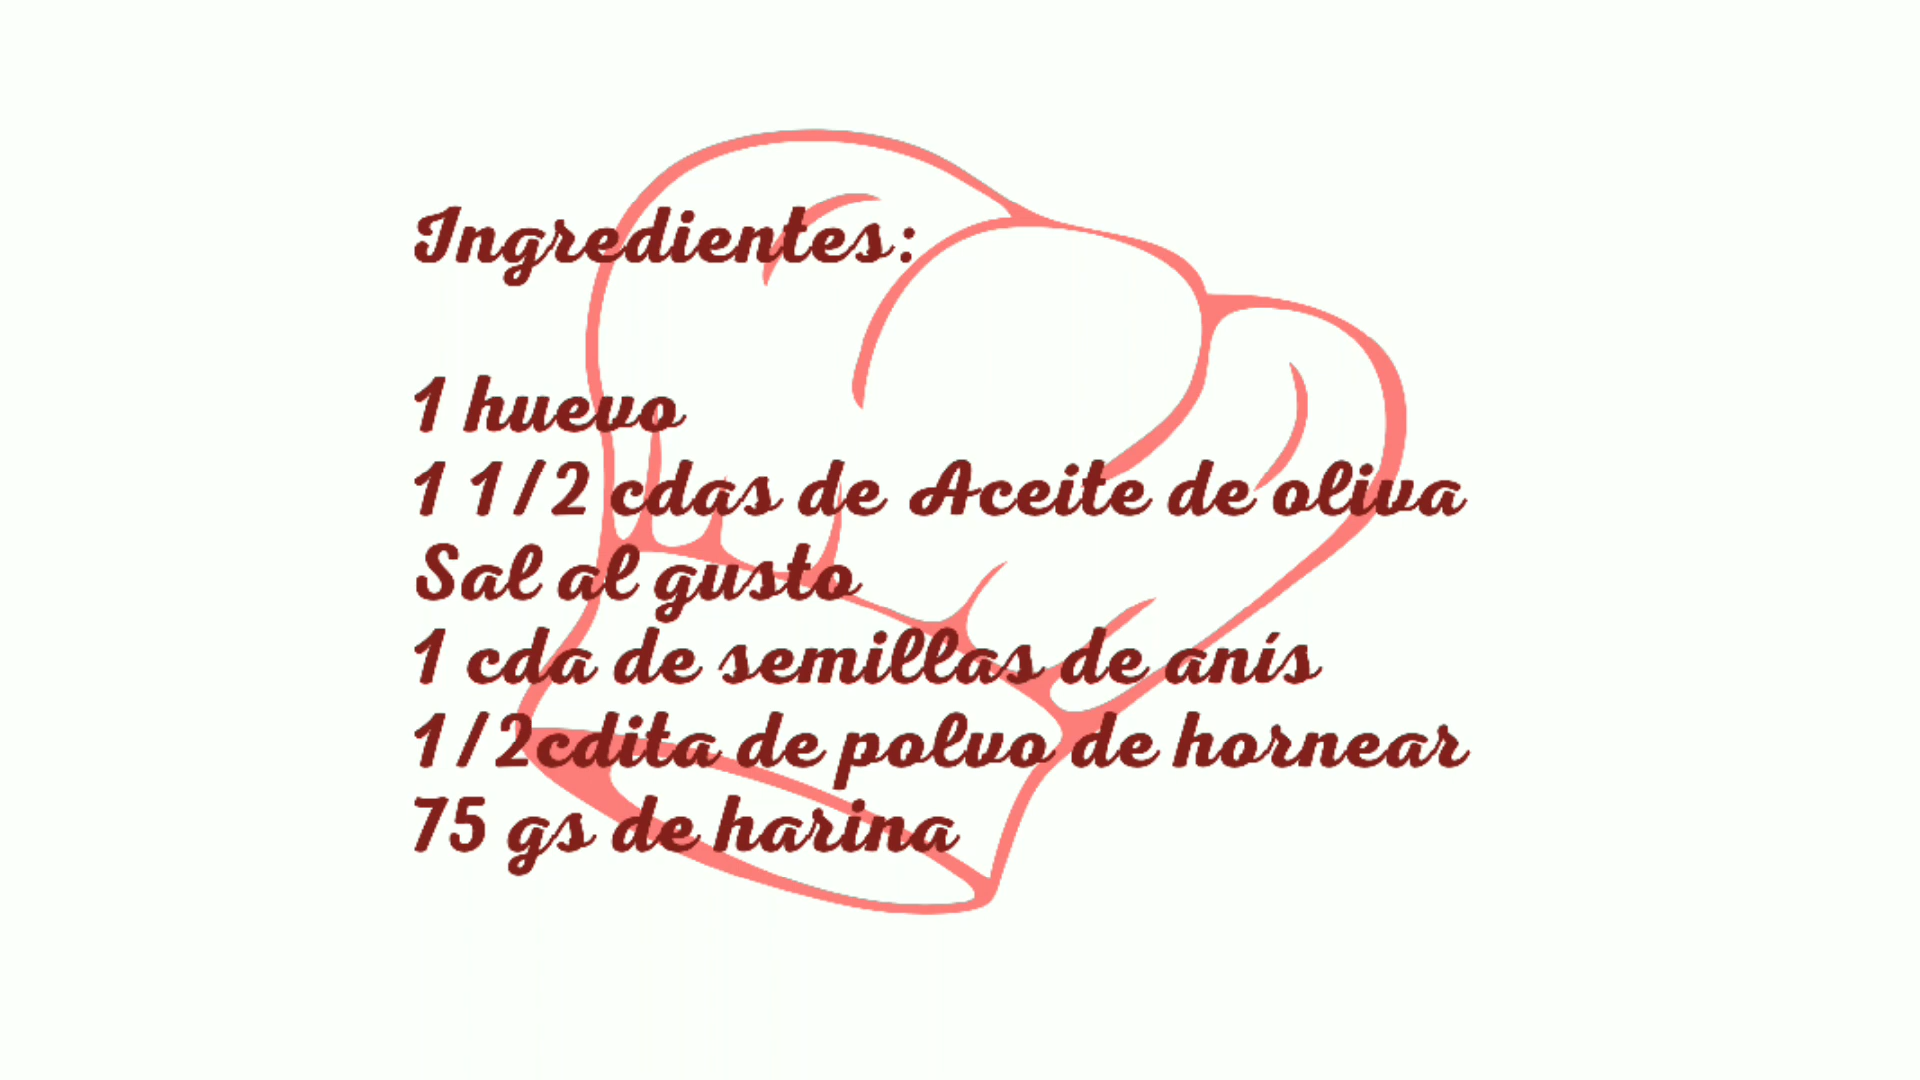 Ingredientes:
1 huevo
1 1/2 cdas de Aceite de oliva
Sal al gusto
1 cda de semillas de anís
1/2cdita de polvo de hornear
75 gs de harina